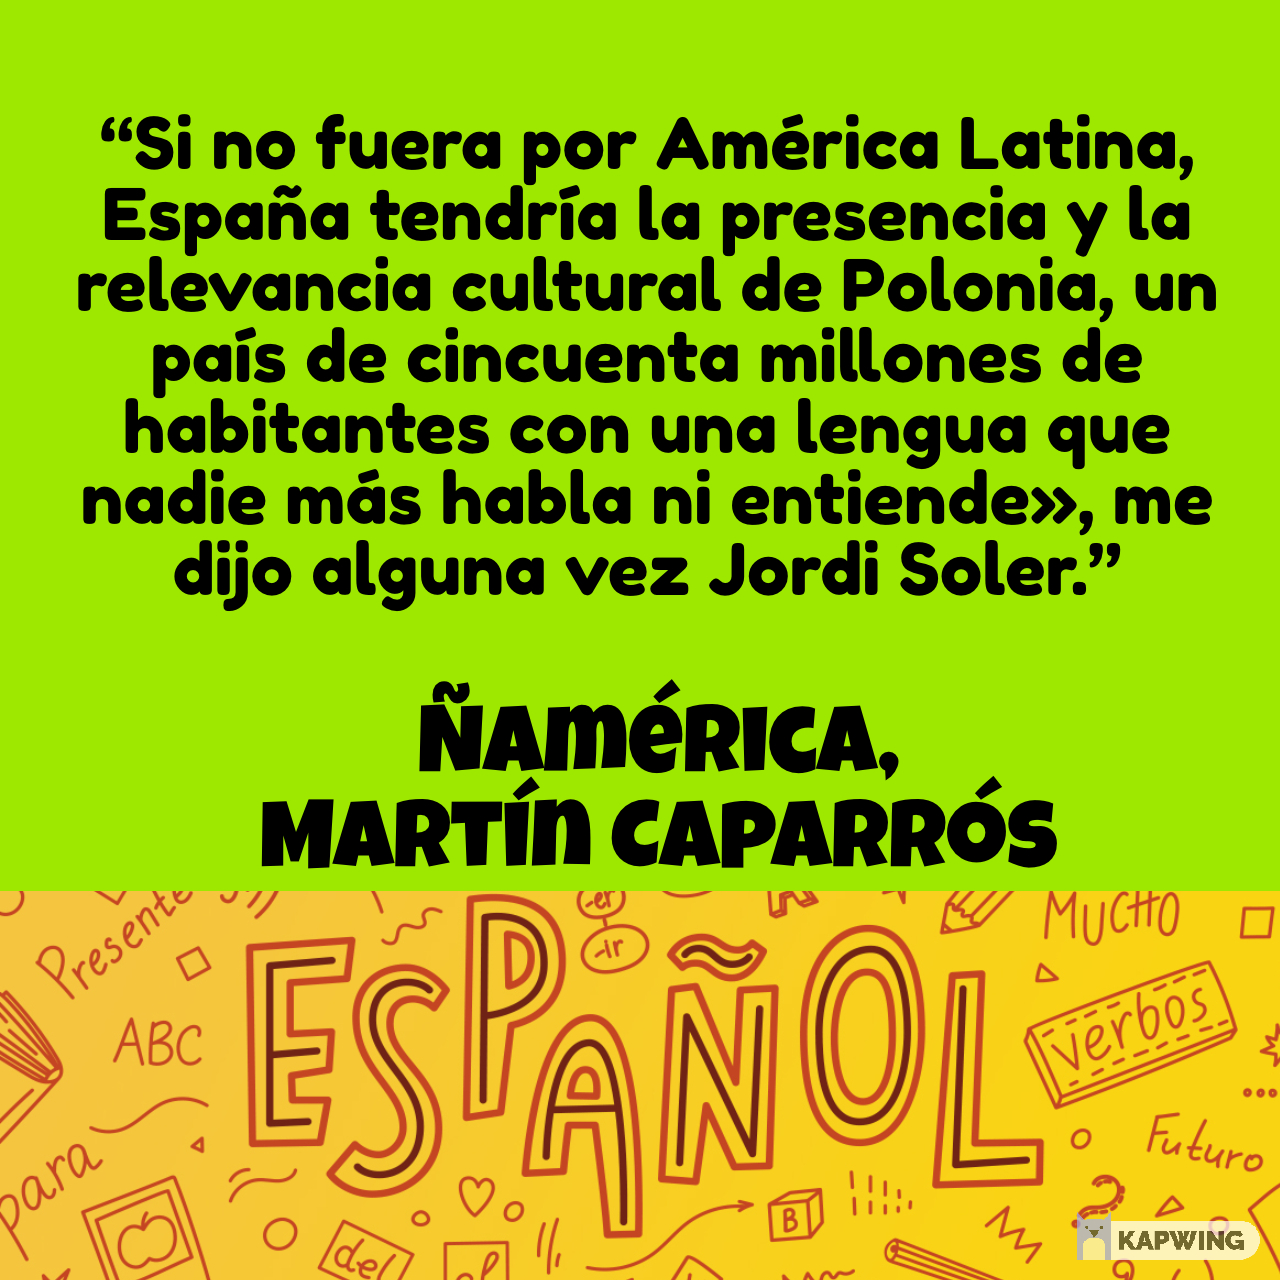 “Si no fuera por América Latina,
España tendría la presencia y la
relevancia cultural de Polonia, un
país de cincuenta millones de
habitantes con una lengua que
nadie más habla ni entiende», me
dijo alguna vez Jordi Soler.”
Ñamérica,
Martín Caparrós
Presente
-er
-ir
MUCHO
ESPAÑOL
ABC
verbos
para
Futuro
B
del
el
KAPWING